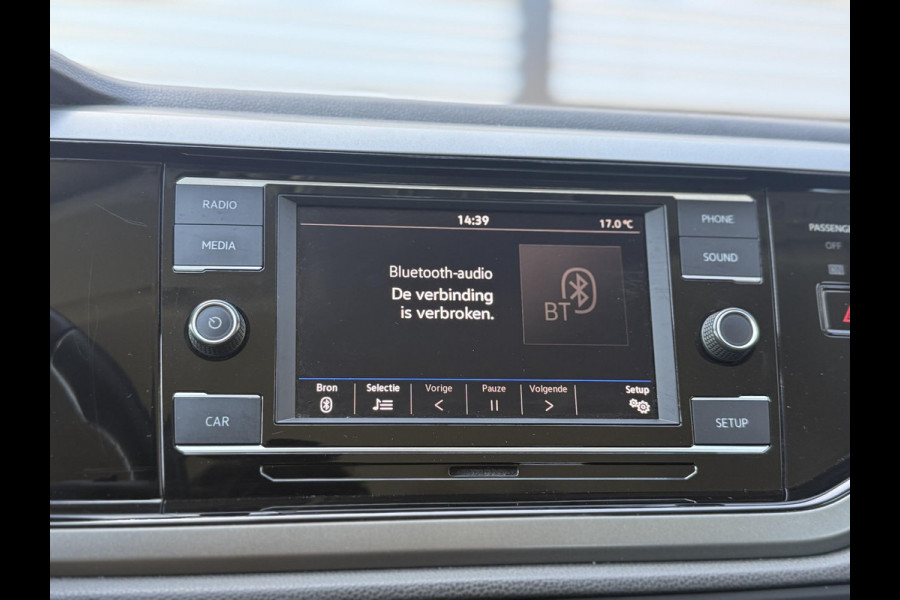 RADIO
MEDIA
CAR
14:39
17.0 °C
Bluetooth-audio
De verbinding
is verbroken.
BT
Bron
Selectie
Vorige
Pauze
Volgende
Setup
PHONE
SOUND
SETUP
OFF